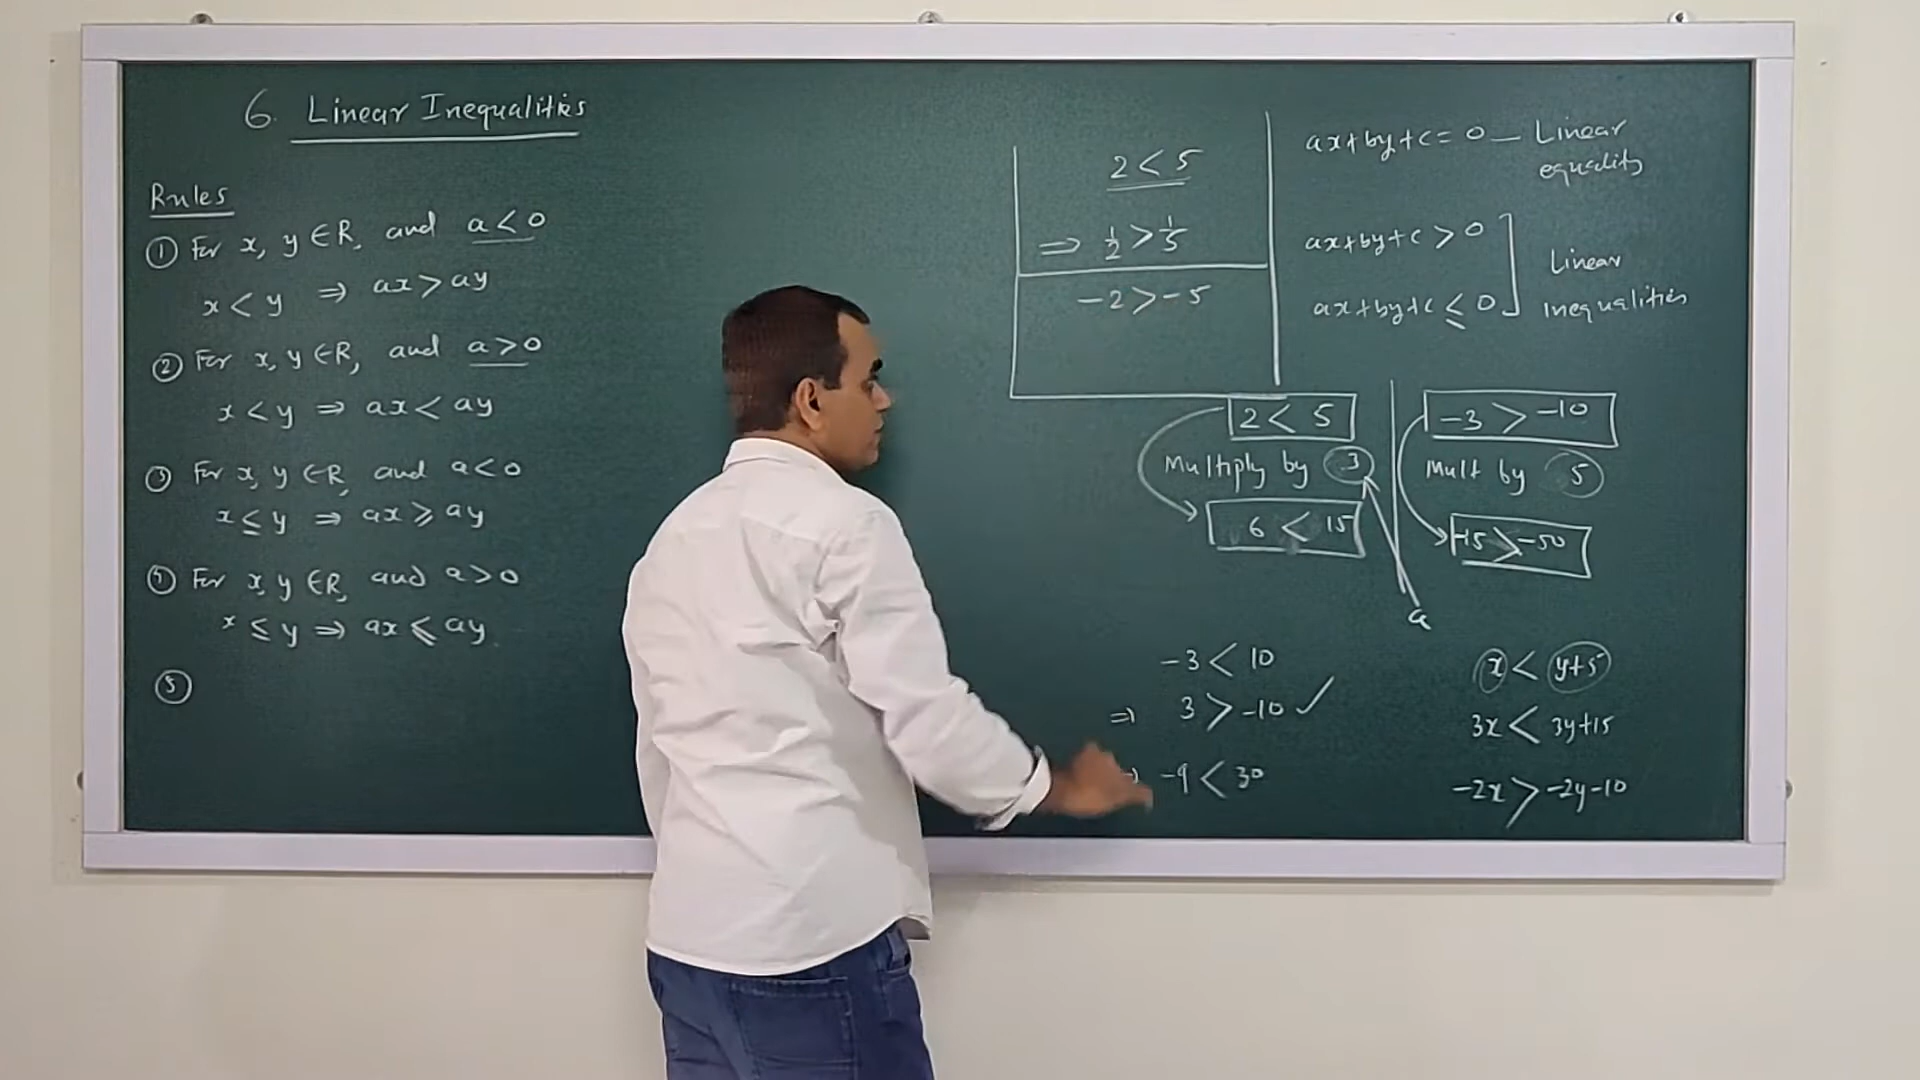 6. Linear Inequalities
Rules
① For x, y ∈ R, and a < 0
x < y ⇒ ax > ay
② For x, y ∈ R, and a > 0
x < y ⇒ ax < ay
③ For x, y ∈ R, and a < 0
x ≤ y ⇒ ax ≥ ay
④ For x, y ∈ R, and a > 0
x ≤ y ⇒ ax ≤ ay
⑤
2 < 5
⇒ 1/2 > 1/5
-2 > -5
ax+by+c = 0 — Linear
equality
ax+by+c > 0
ax+by+c ≤ 0
Linear
inequalities
2 < 5
Multiply by 3
6 < 15
-3 > -10
Mult by 5
-15 > -50
a
-3 < 10
⇒ 3 > -10 ✓
-9 < 30
x < y+5
3x < 3y+15
-2x > -2y-10